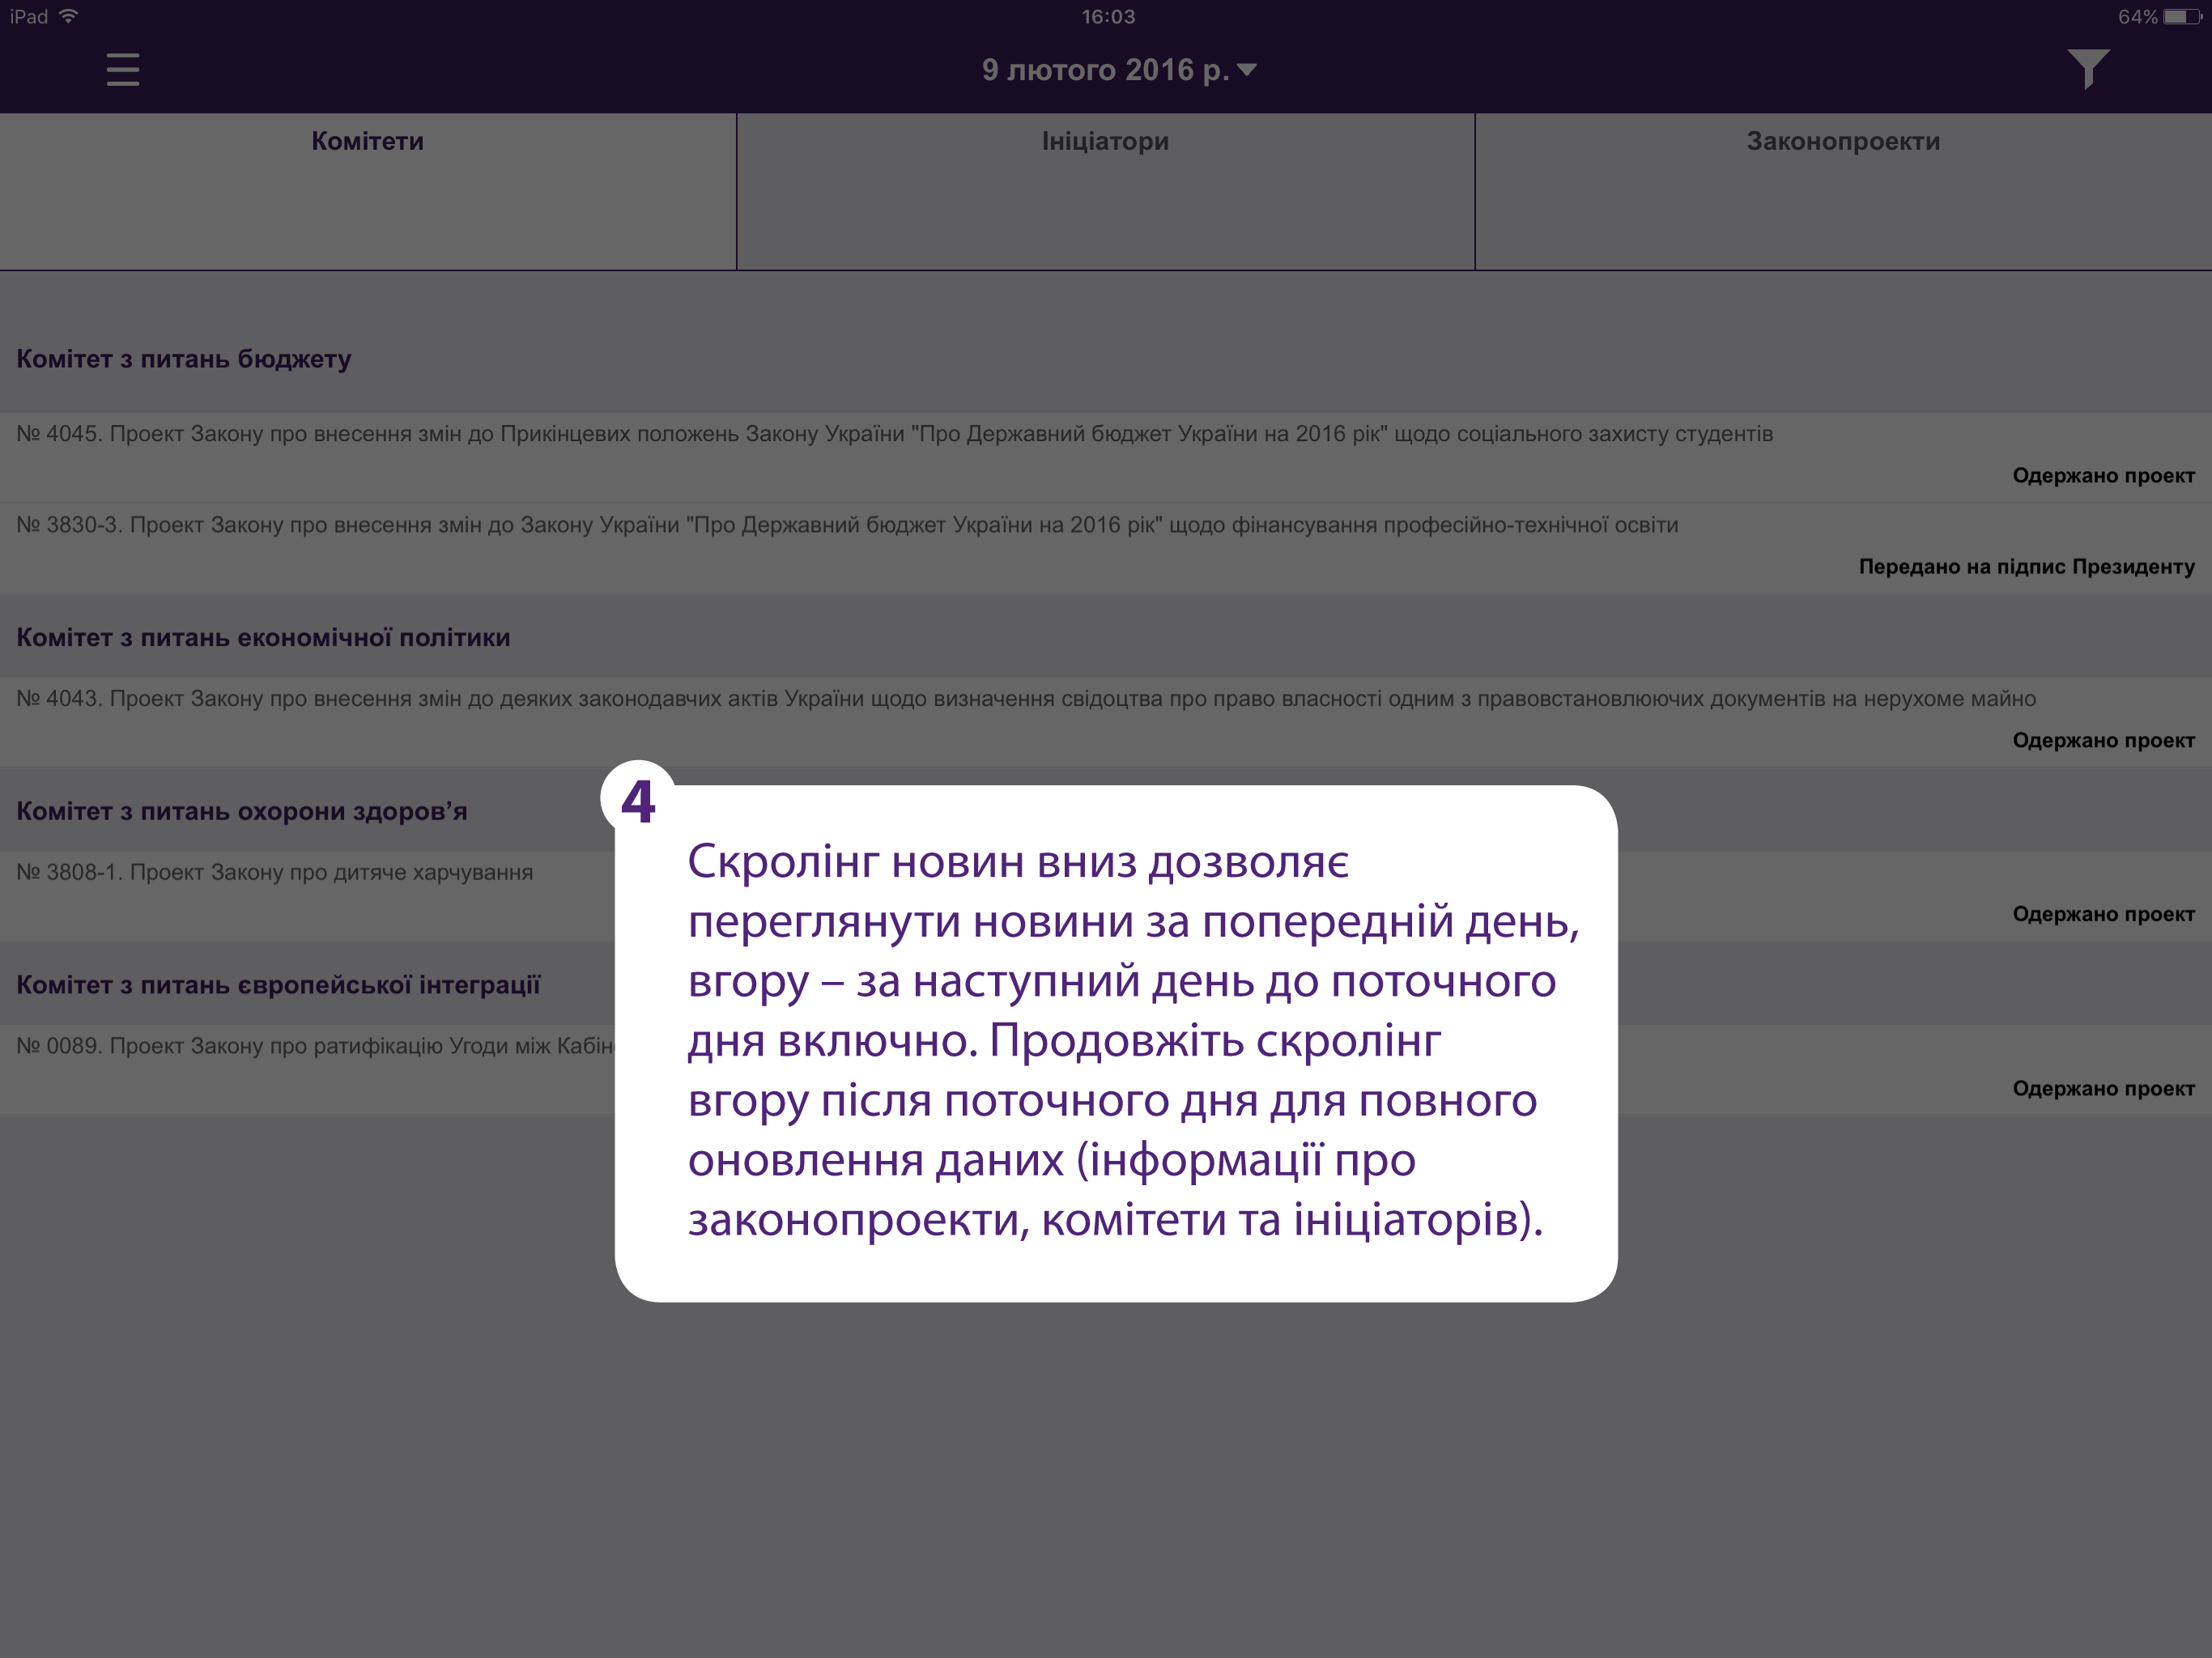 iPad
16:03
64%
9 лютого 2016 р.
Комітети
Ініціатори
Законопроекти
Комітет з питань бюджету
№ 4045. Проект Закону про внесення змін до Прикінцевих положень Закону України "Про Державний бюджет України на 2016 рік" щодо соціального захисту студентів
Одержано проект
№ 3830-3. Проект Закону про внесення змін до Закону України "Про Державний бюджет України на 2016 рік" щодо фінансування професійно-технічної освіти
Передано на підпис Президенту
Комітет з питань економічної політики
№ 4043. Проект Закону про внесення змін до деяких законодавчих актів України щодо визначення свідоцтва про право власності одним з правовстановлюючих документів на нерухоме майно
Одержано проект
Комітет з питань охорони здоров’я
№ 3808-1. Проект Закону про дитяче харчування
Одержано проект
Комітет з питань європейської інтеграції
№ 0089. Проект Закону про ратифікацію Угоди між
Одержано проект
4
Скролінг новин вниз дозволяє
переглянути новини за попередній день,
вгору – за наступний день до поточного
дня включно. Продовжіть скролінг
вгору після поточного дня для повного
оновлення даних (інформації про
законопроекти, комітети та ініціаторів).